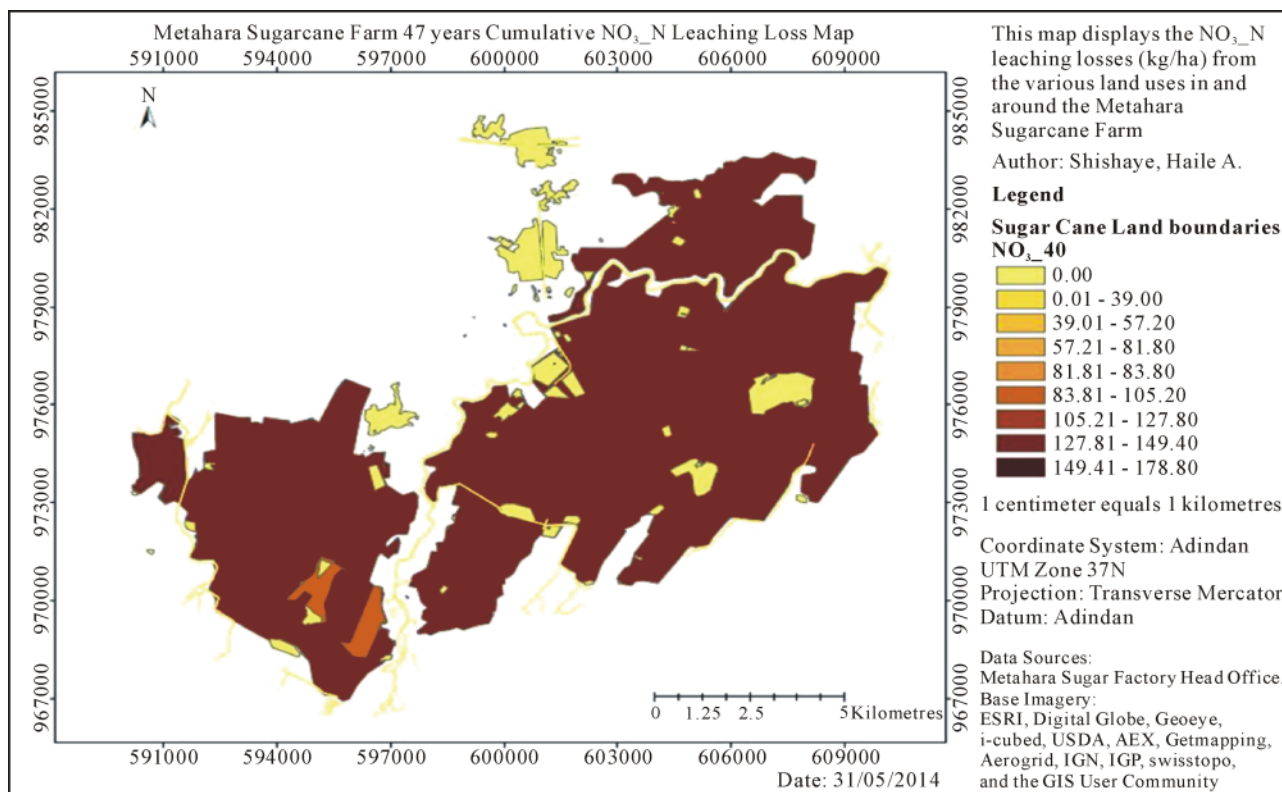 Metahara Sugarcane Farm 47 years Cumulative NO₃_N Leaching Loss Map
591000 594000 597000 600000 603000 606000 609000
N
985000 982000 979000 976000 973000 970000 967000
985000 982000 979000 976000 973000 970000 967000
0 1.25 2.5 5Kilometres
591000 594000 597000 600000 603000 606000 609000
Date: 31/05/2014
This map displays the NO₃_N
leaching losses (kg/ha) from
the various land uses in and
around the Metahara
Sugarcane Farm
Author: Shishaye, Haile A.
Legend
Sugar Cane Land boundaries
NO₃_40
0.00
0.01 - 39.00
39.01 - 57.20
57.21 - 81.80
81.81 - 83.80
83.81 - 105.20
105.21 - 127.80
127.81 - 149.40
149.41 - 178.80
1 centimeter equals 1 kilometres
Coordinate System: Adindan
UTM Zone 37N
Projection: Transverse Mercator
Datum: Adindan
Data Sources:
Metahara Sugar Factory Head Office.
Base Imagery:
ESRI, Digital Globe, Geoeye,
i-cubed, USDA, AEX, Getmapping,
Aerogrid, IGN, IGP, swisstopo,
and the GIS User Community